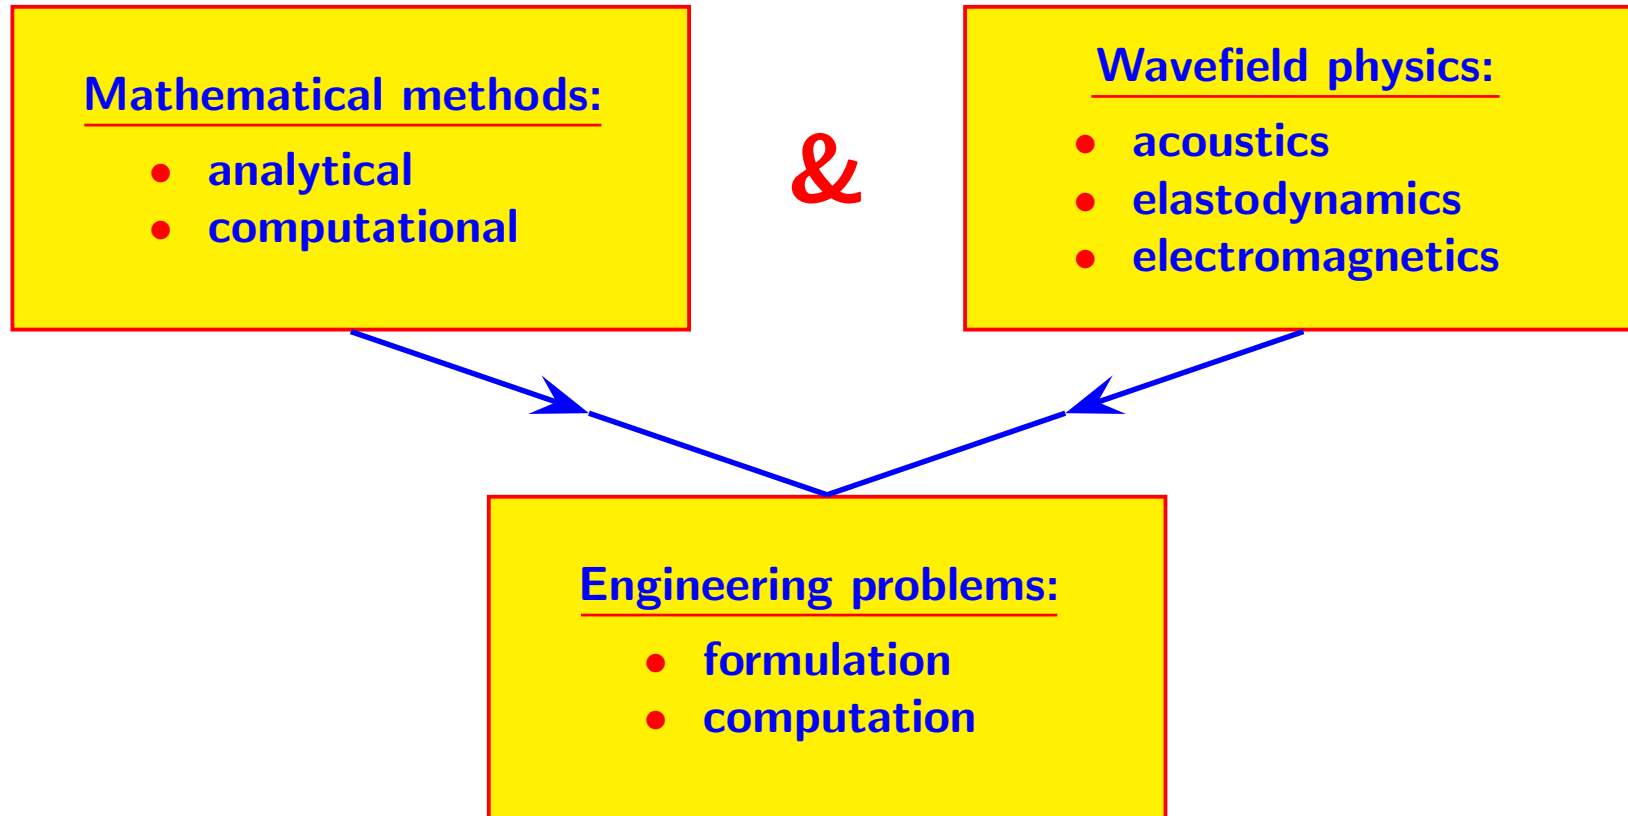 Mathematical methods:
• analytical
• computational
&
Wavefield physics:
• acoustics
• elastodynamics
• electromagnetics
Engineering problems:
• formulation
• computation